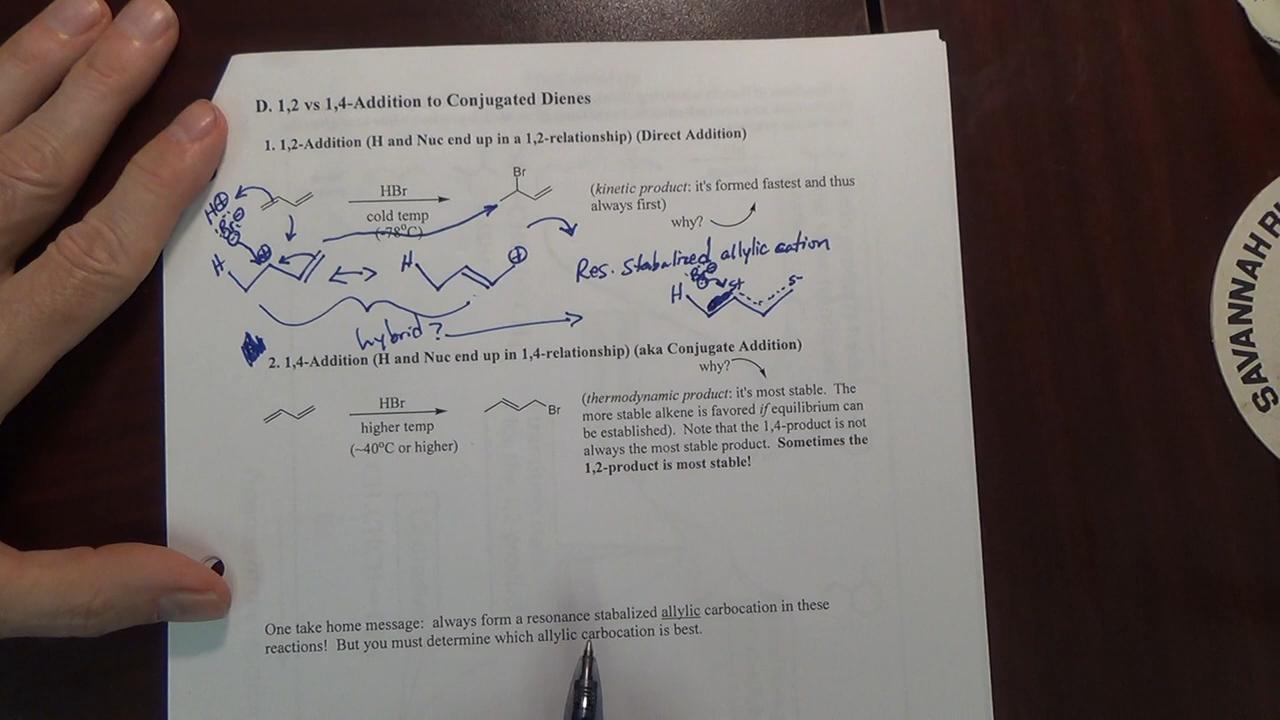 D. 1,2 vs 1,4-Addition to Conjugated Dienes
1. 1,2-Addition (H and Nuc end up in a 1,2-relationship) (Direct Addition)
HBr
cold temp
(-78°C)
Br
(kinetic product: it's formed fastest and thus
always first)
why?
H⊕
:Br:⊖
H
⊕
H
⊕
Res. stabalized allylic cation
Br⊖
H
δ+
hybrid?
2. 1,4-Addition (H and Nuc end up in 1,4-relationship) (aka Conjugate Addition)
why?
HBr
higher temp
(~40°C or higher)
Br
(thermodynamic product: it's most stable. The
more stable alkene is favored if equilibrium can
be established). Note that the 1,4-product is not
always the most stable product. Sometimes the
1,2-product is most stable!
One take home message: always form a resonance stabalized allylic carbocation in these
reactions! But you must determine which allylic carbocation is best.
SAVANNAH